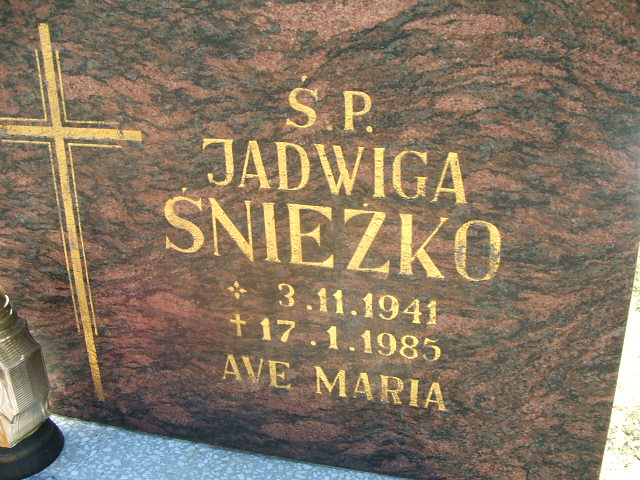 Ś.P.
JADWIGA
ŚNIEŻKO
3.11.1941
✝17.1.1985
AVE MARIA